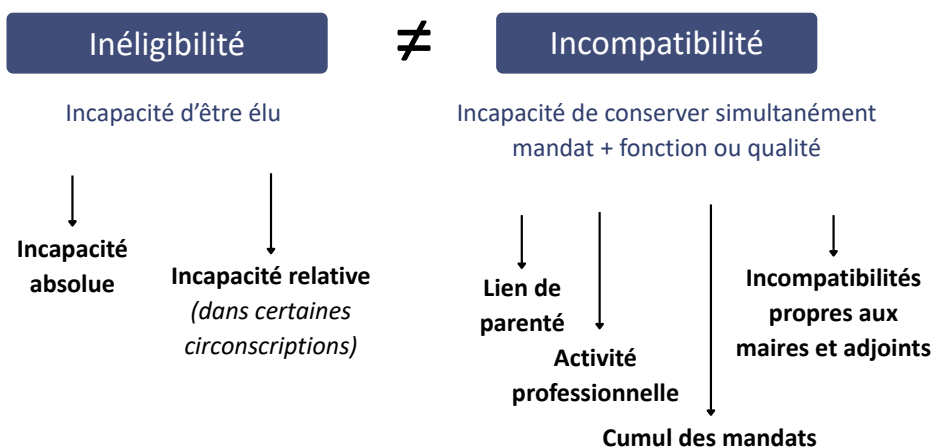 Inéligibilité
≠
Incompatibilité
Incapacité d’être élu
Incapacité de conserver simultanément
mandat + fonction ou qualité
Incapacité
absolue
Incapacité relative
(dans certaines
circonscriptions)
Lien de
parenté
Activité
professionnelle
Cumul des mandats
Incompatibilités
propres aux
maires et adjoints